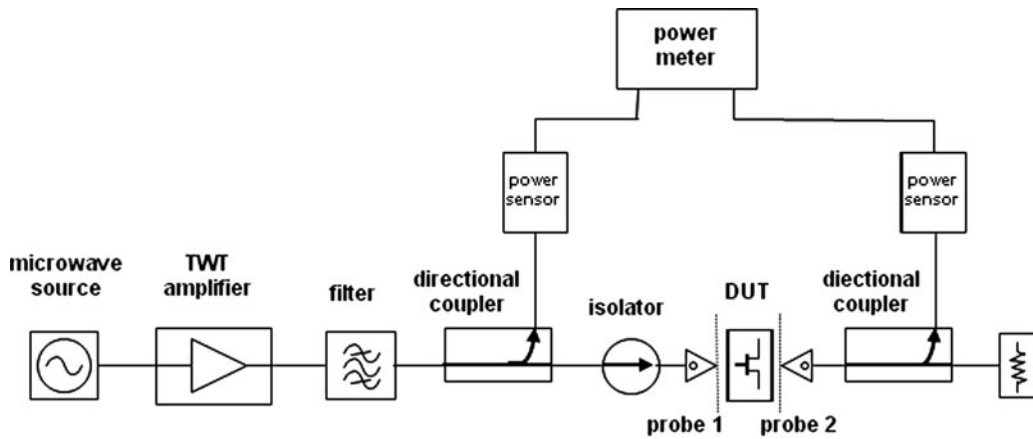 power
meter
power
sensor
power
sensor
microwave
source
TWT
amplifier
filter
directional
coupler
isolator
DUT
diectional
coupler
probe 1
probe 2